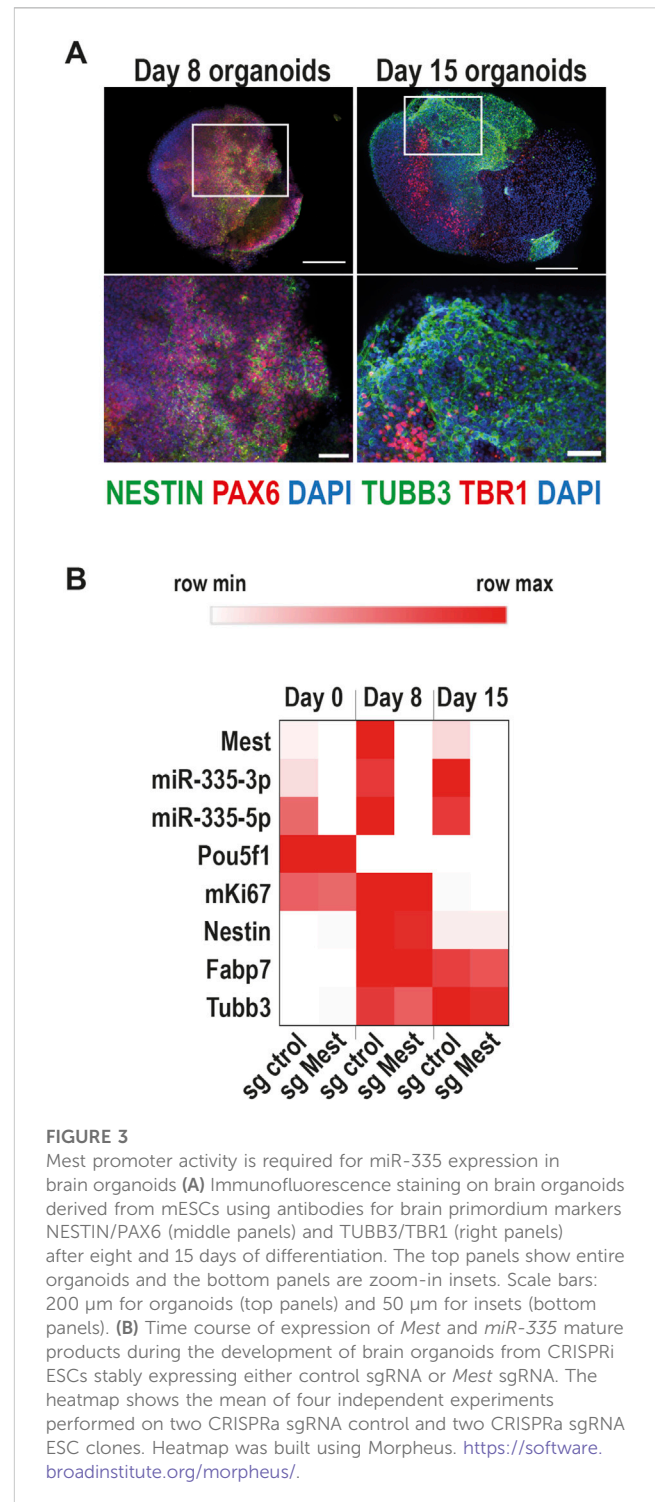 A
Day 8 organoids Day 15 organoids
NESTIN PAX6 DAPI TUBB3 TBR1 DAPI
B
row min row max
Day 0 Day 8 Day 15
Mest
miR-335-3p
miR-335-5p
Pou5f1
mKi67
Nestin
Fabp7
Tubb3
sg ctrol sg Mest sg ctrol sg Mest sg ctrol sg Mest
FIGURE 3
Mest promoter activity is required for miR-335 expression in
brain organoids (A) Immunofluorescence staining on brain organoids
derived from mESCs using antibodies for brain primordium markers
NESTIN/PAX6 (middle panels) and TUBB3/TBR1 (right panels)
after eight and 15 days of differentiation. The top panels show entire
organoids and the bottom panels are zoom-in insets. Scale bars:
200 μm for organoids (top panels) and 50 μm for insets (bottom
panels). (B) Time course of expression of Mest and miR-335 mature
products during the development of brain organoids from CRISPRi
ESCs stably expressing either control sgRNA or Mest sgRNA. The
heatmap shows the mean of four independent experiments
performed on two CRISPRa sgRNA control and two CRISPRa sgRNA
ESC clones. Heatmap was built using Morpheus. https://software.
broadinstitute.org/morpheus/.